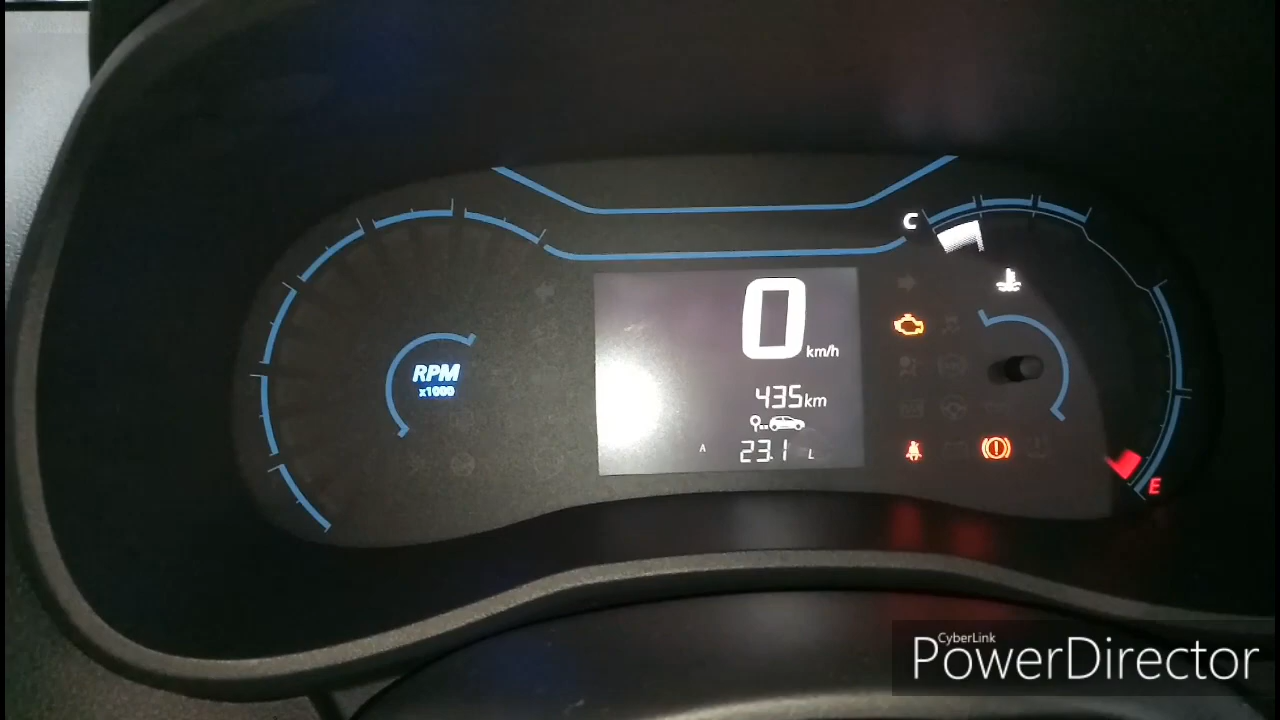 C
0
km/h
RPM
x1000
435km
A 23.1 L
E
CyberLink
PowerDirector